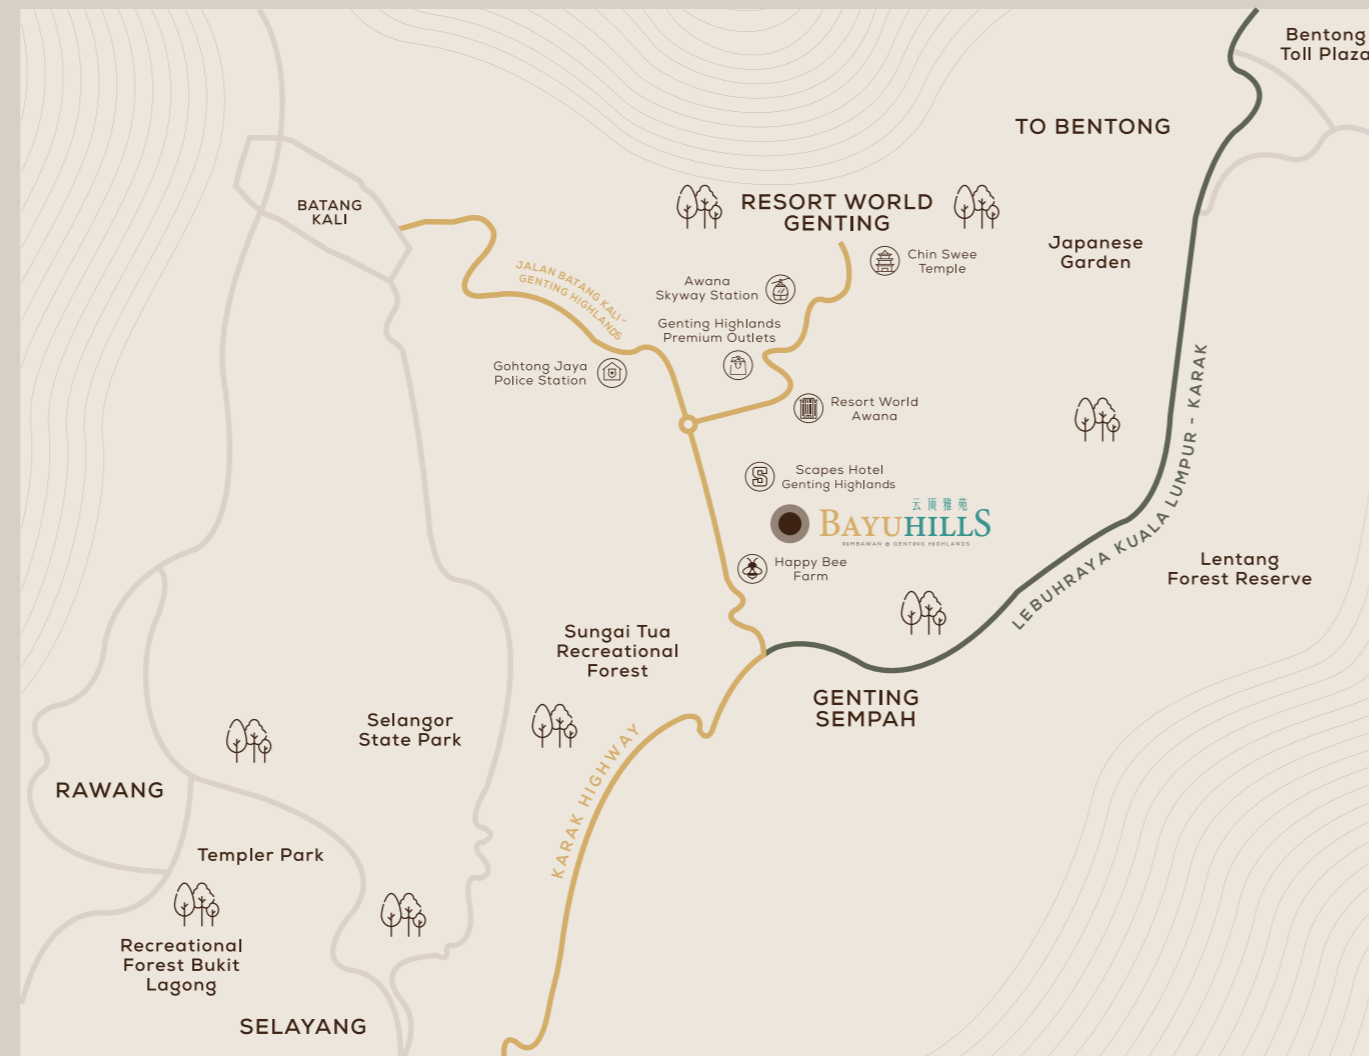 Bentong
Toll Plaza
TO BENTONG
BATANG
KALI
RESORT WORLD
GENTING
Chin Swee
Temple
Japanese
Garden
JALAN BATANG KALI -
GENTING HIGHLANDS
Awana
Skyway Station
Genting Highlands
Premium Outlets
Gohtong Jaya
Police Station
Resort World
Awana
LEBUHRAYA KUALA LUMPUR - KARAK
Scapes Hotel
Genting Highlands
云顶雅苑
BAYUHILLS
REMBAWAN @ GENTING HIGHLANDS
Happy Bee
Farm
Lentang
Forest Reserve
Sungai Tua
Recreational
Forest
GENTING
SEMPAH
Selangor
State Park
KARAK HIGHWAY
RAWANG
Templer Park
Recreational
Forest Bukit
Lagong
SELAYANG